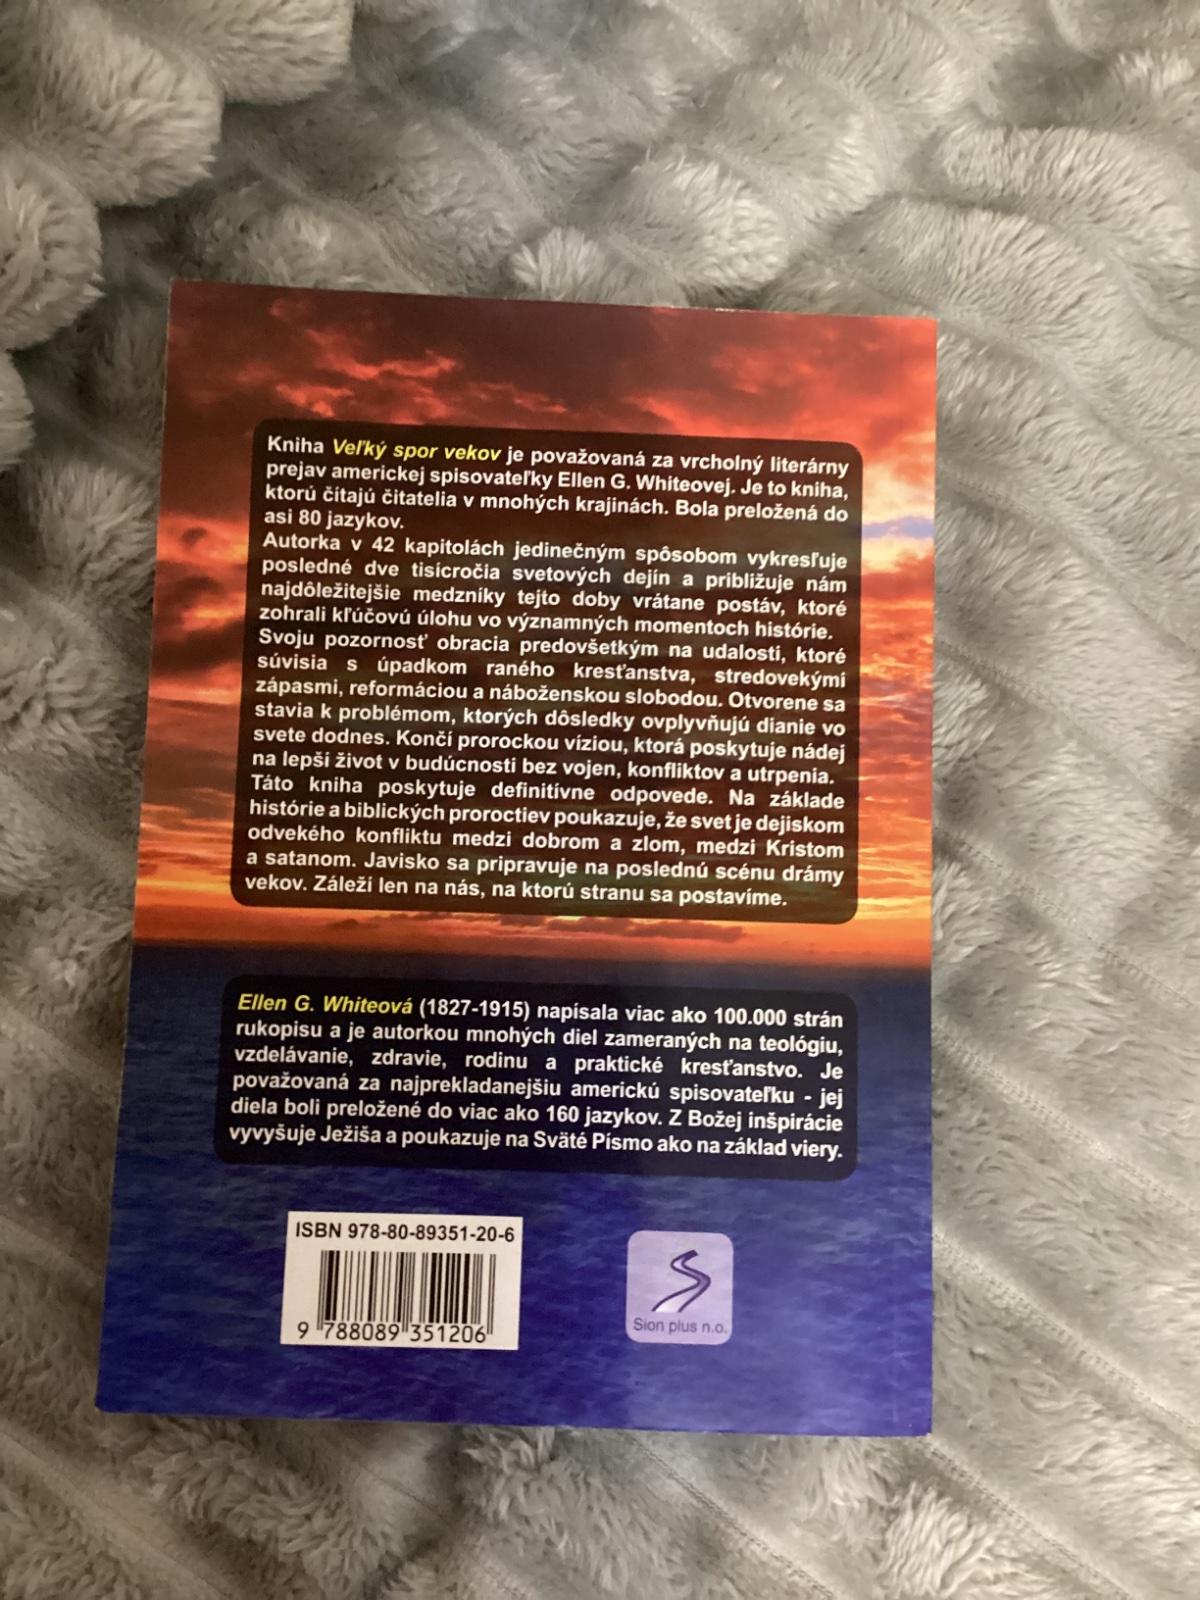 Kniha Veľký spor vekov je považovaná za vrcholný literárny
prejav americkej spisovateľky Ellen G. Whiteovej. Je to kniha,
ktorú čítajú čitatelia v mnohých krajinách. Bola preložená do
asi 80 jazykov.
Autorka v 42 kapitolách jedinečným spôsobom vykresľuje
posledné dve tisícročia svetových dejín a približuje nám
najdôležitejšie medzníky tejto doby vrátane postáv, ktoré
zohrali kľúčovú úlohu vo významných momentoch histórie.
Svoju pozornosť obracia predovšetkým na udalosti, ktoré
súvisia s úpadkom raného kresťanstva, stredovekými
zápasmi, reformáciou a náboženskou slobodou. Otvorene sa
stavia k problémom, ktorých dôsledky ovplyvňujú dianie vo
svete dodnes. Končí prorockou víziou, ktorá poskytuje nádej
na lepší život v budúcnosti bez vojen, konfliktov a utrpenia.
Táto kniha poskytuje definitívne odpovede. Na základe
histórie a biblických proroctiev poukazuje, že svet je dejiskom
odvekého konfliktu medzi dobrom a zlom, medzi Kristom
a satanom. Javisko sa pripravuje na poslednú scénu drámy
vekov. Záleží len na nás, na ktorú stranu sa postavíme.
Ellen G. Whiteová (1827-1915) napísala viac ako 100.000 strán
rukopisu a je autorkou mnohých diel zameraných na teológiu,
vzdelávanie, zdravie, rodinu a praktické kresťanstvo. Je
považovaná za najprekladanejšiu americkú spisovateľku - jej
diela boli preložené do viac ako 160 jazykov. Z Božej inšpirácie
vyvyšuje Ježiša a poukazuje na Sväté Písmo ako na základ viery.
ISBN 978-80-89351-20-6
9 788089 351206
Sion plus n.o.